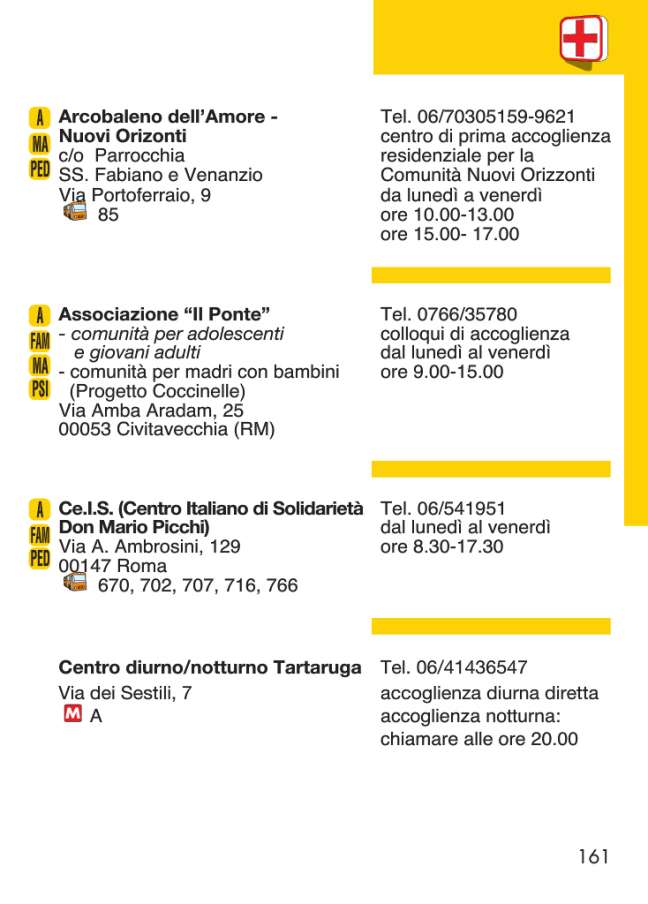 A
MA
PED
Arcobaleno dell’Amore -
Nuovi Orizonti
c/o Parrocchia
SS. Fabiano e Venanzio
Via Portoferraio, 9
85
Tel. 06/70305159-9621
centro di prima accoglienza
residenziale per la
Comunità Nuovi Orizzonti
da lunedì a venerdì
ore 10.00-13.00
ore 15.00- 17.00
A
FAM
MA
PSI
Associazione “Il Ponte”
- comunità per adolescenti
e giovani adulti
- comunità per madri con bambini
(Progetto Coccinelle)
Via Amba Aradam, 25
00053 Civitavecchia (RM)
Tel. 0766/35780
colloqui di accoglienza
dal lunedì al venerdì
ore 9.00-15.00
A
FAM
PED
Ce.I.S. (Centro Italiano di Solidarietà
Don Mario Picchi)
Via A. Ambrosini, 129
00147 Roma
670, 702, 707, 716, 766
Tel. 06/541951
dal lunedì al venerdì
ore 8.30-17.30
Centro diurno/notturno Tartaruga
Via dei Sestili, 7
M A
Tel. 06/41436547
accoglienza diurna diretta
accoglienza notturna:
chiamare alle ore 20.00
161